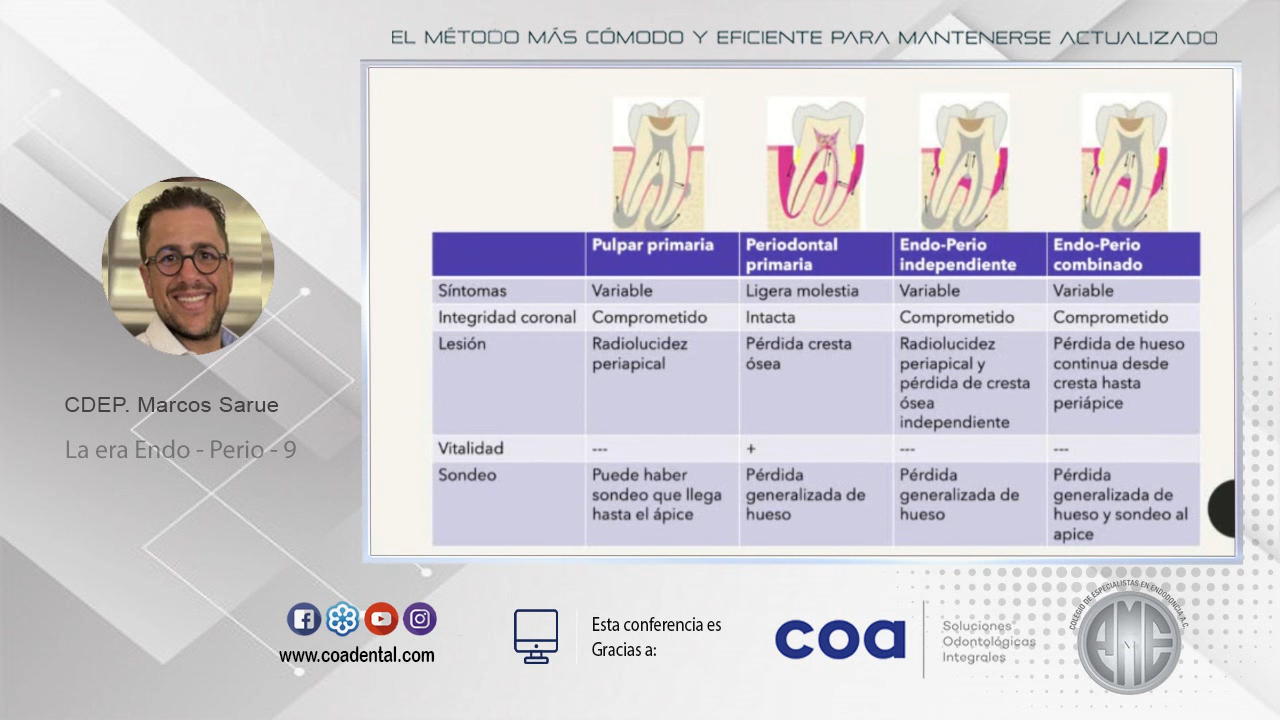 EL MÉTODO MÁS CÓMODO Y EFICIENTE PARA MANTENERSE ACTUALIZADO
Pulpar primaria
Periodontal
primaria
Endo-Perio
independiente
Endo-Perio
combinado
Síntomas
Variable
Ligera molestia
Variable
Variable
Integridad coronal
Comprometido
Intacta
Comprometido
Comprometido
Lesión
Radiolucidez
periapical
Pérdida cresta
ósea
Radiolucidez
periapical y
pérdida de cresta
ósea
independiente
Pérdida de hueso
continua desde
cresta hasta
periápice
Vitalidad
---
+
---
---
Sondeo
Puede haber
sondeo que llega
hasta el ápice
Pérdida
generalizada de
hueso
Pérdida
generalizada de
hueso
Pérdida
generalizada de
hueso y sondeo al
apice
CDEP. Marcos Sarue
La era Endo - Perio - 9
www.coadental.com
Esta conferencia es
Gracias a:
coa
Soluciones
Odontológicas
Integrales
COLEGIO DE ESPECIALISTAS EN ENDODONCIA A.C.